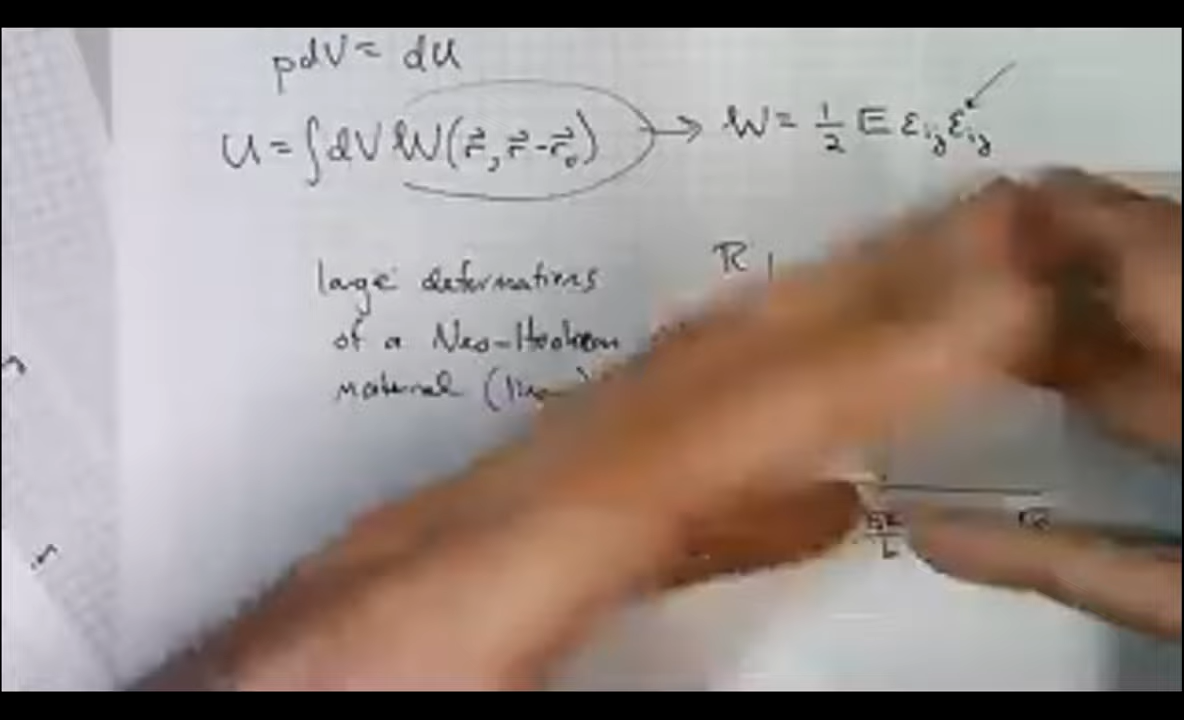 pdV = dU
U = ∫dV W(r⃗, r⃗-r⃗₀) → W = 1/2 E εij εij
large deformations
of a Neo-Hookean
material
R